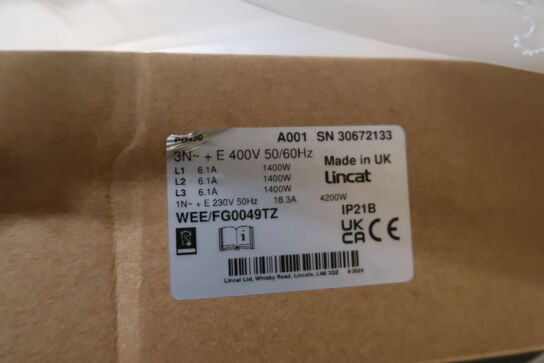 A001 SN 30672133
3N~ + E 400V 50/60Hz
L1 6.1A 1400W
L2 6.1A 1400W
L3 6.1A 1400W
1N~ + E 230V 50Hz 18.3A 4200W
Made in UK
Lincat
WEE/FG0049TZ
IP21B
UK
CA CE
Lincat Ltd, Whisby Road, Lincoln, LN6 3QZ 8 2024